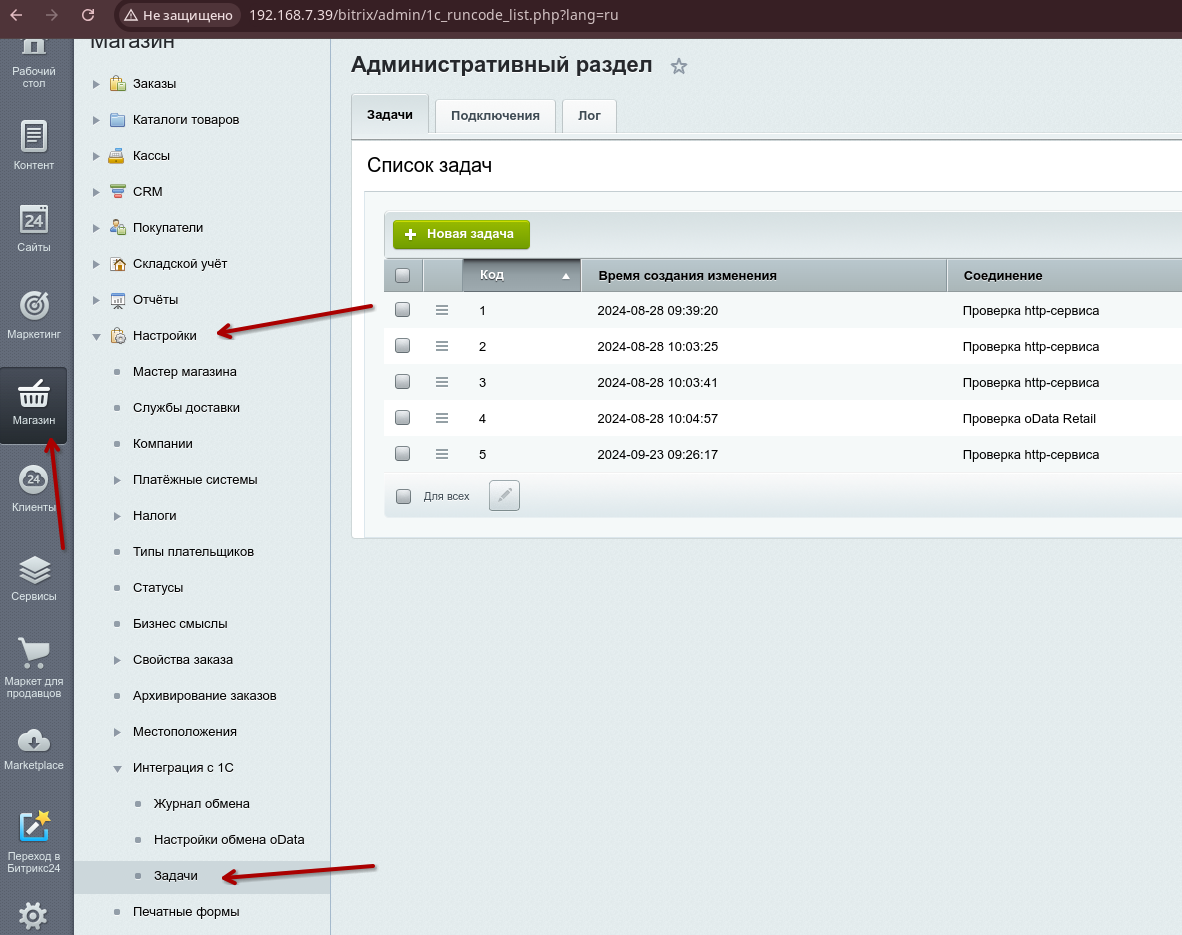 Не защищено
192.168.7.39/bitrix/admin/1c_runcode_list.php?lang=ru
Рабочий
стол
Контент
24
Сайты
Маркетинг
Магазин
24
Клиенты
Сервисы
Маркет для
продавцов
Marketplace
Переход в
Битрикс24
Магазин
Заказы
Каталоги товаров
Кассы
CRM
Покупатели
Складской учёт
Отчёты
Настройки
Мастер магазина
Службы доставки
Компании
Платёжные системы
Налоги
Типы плательщиков
Статусы
Бизнес смыслы
Свойства заказа
Архивирование заказов
Местоположения
Интеграция с 1С
Журнал обмена
Настройки обмена oData
Задачи
Печатные формы
Административный раздел
Задачи Подключения Лог
Список задач
+ Новая задача
Код Время создания изменения Соединение
1 2024-08-28 09:39:20 Проверка http-сервиса
2 2024-08-28 10:03:25 Проверка http-сервиса
3 2024-08-28 10:03:41 Проверка http-сервиса
4 2024-08-28 10:04:57 Проверка oData Retail
5 2024-09-23 09:26:17 Проверка http-сервиса
Для всех